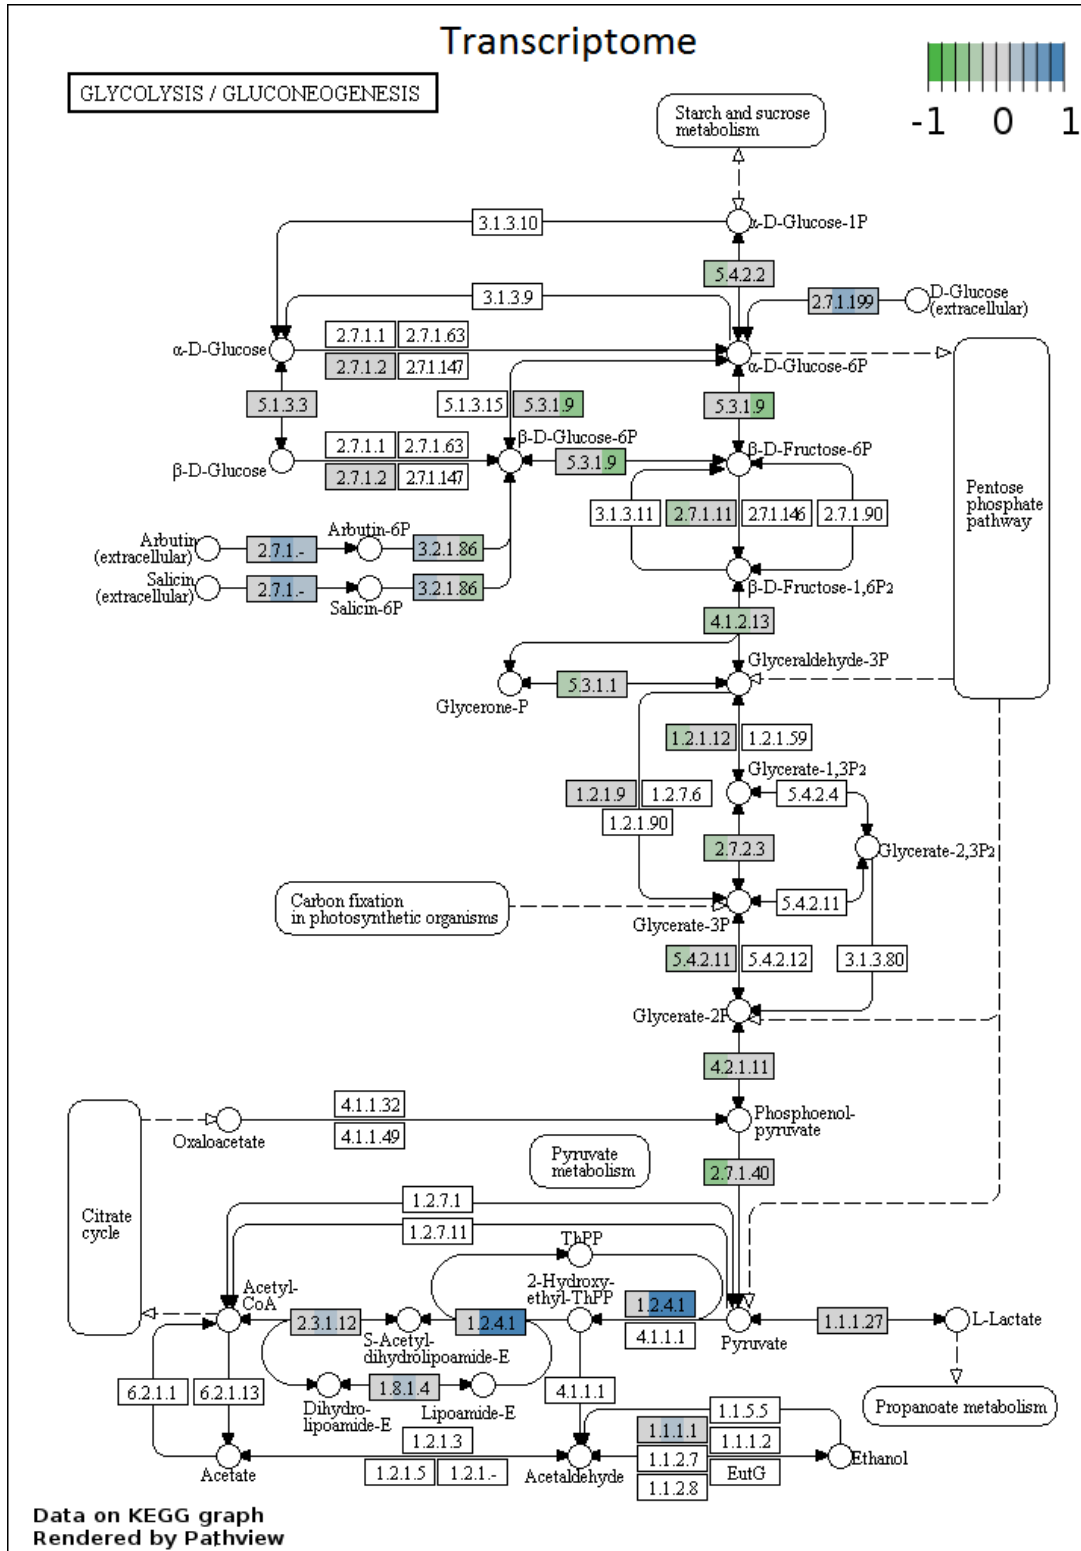 Transcriptome
-1 0 1
GLYCOLYSIS / GLUCONEOGENESIS
Starch and sucrose
metabolism
3.1.3.10
α-D-Glucose-1P
5.4.2.2
3.1.3.9
2.7.1.199
D-Glucose
(extracellular)
2.7.1.1 2.7.1.63
α-D-Glucose
2.7.1.2 2.7.1.147
α-D-Glucose-6P
5.1.3.3
5.1.3.15 5.3.1.9
5.3.1.9
β-D-Glucose-6P
β-D-Fructose-6P
2.7.1.1 2.7.1.63
β-D-Glucose
2.7.1.2 2.7.1.147
5.3.1.9
Pentose
phosphate
pathway
3.1.3.11 2.7.1.11 2.7.1.146 2.7.1.90
Arbutin
(extracellular)
2.7.1.-
Arbutin-6P
3.2.1.86
Salicin
(extracellular)
2.7.1.-
Salicin-6P
3.2.1.86
β-D-Fructose-1,6P2
4.1.2.13
Glyceraldehyde-3P
5.3.1.1
Glycerone-P
1.2.1.12 1.2.1.59
Glycerate-1,3P2
1.2.1.9 1.2.7.6
1.2.1.90
5.4.2.4
2.7.2.3
Glycerate-2,3P2
Carbon fixation
in photosynthetic organisms
5.4.2.11
Glycerate-3P
5.4.2.11 5.4.2.12 3.1.3.80
Glycerate-2P
4.2.1.11
4.1.1.32
Oxaloacetate
4.1.1.49
Phosphoenol-
pyruvate
Pyruvate
metabolism
2.7.1.40
Citrate
cycle
1.2.7.1
1.2.7.11
ThPP
Acetyl-
CoA
2-Hydroxy-
ethyl-ThPP
1.2.4.1
2.3.1.12
S-Acetyl-
dihydrolipoamide-E
1.2.4.1
4.1.1.1
Pyruvate
1.1.1.27
L-Lactate
6.2.1.1 6.2.1.13
1.8.1.4
Dihydro-
lipoamide-E
Lipoamide-E
4.1.1.1
Propanoate metabolism
1.2.1.3
Acetate
1.2.1.5 1.2.1.-
Acetaldehyde
1.1.1.1
1.1.2.7
1.1.2.8
1.1.5.5
1.1.1.2
EutG
Ethanol
Data on KEGG graph
Rendered by Pathview